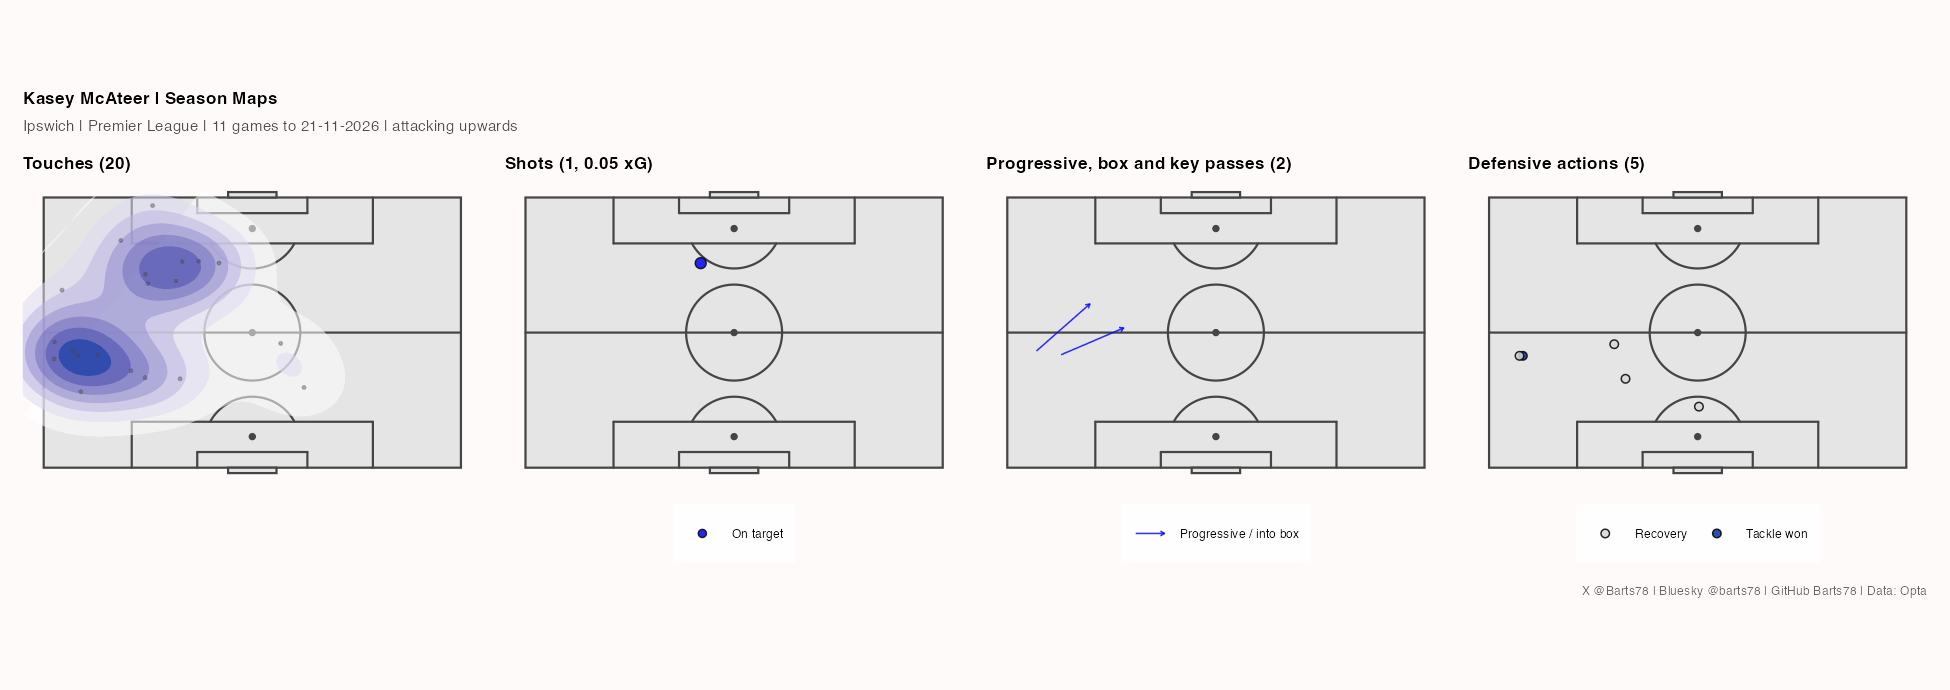 Kasey McAteer | Season Maps
Ipswich | Premier League | 11 games to 21-11-2026 | attacking upwards
Touches (20)
Shots (1, 0.05 xG)
Progressive, box and key passes (2)
Defensive actions (5)
On target
Progressive / into box
Recovery
Tackle won
X @Barts78 | Bluesky @barts78 | GitHub Barts78 | Data: Opta